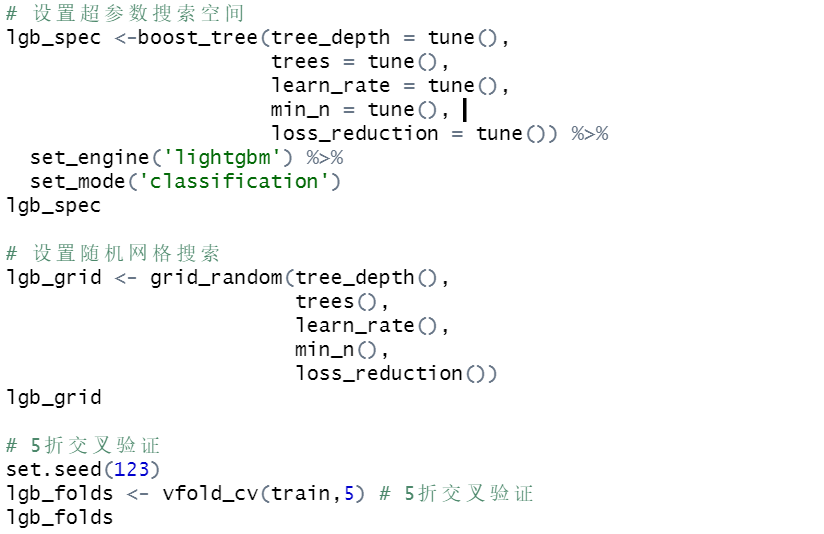 # 设置超参数搜索空间
lgb_spec <-boost_tree(tree_depth = tune(),
                      trees = tune(),
                      learn_rate = tune(),
                      min_n = tune(),
                      loss_reduction = tune()) %>%
  set_engine('lightgbm') %>%
  set_mode('classification')
lgb_spec

# 设置随机网格搜索
lgb_grid <- grid_random(tree_depth(),
                        trees(),
                        learn_rate(),
                        min_n(),
                        loss_reduction())
lgb_grid

# 5折交叉验证
set.seed(123)
lgb_folds <- vfold_cv(train,5) # 5折交叉验证
lgb_folds